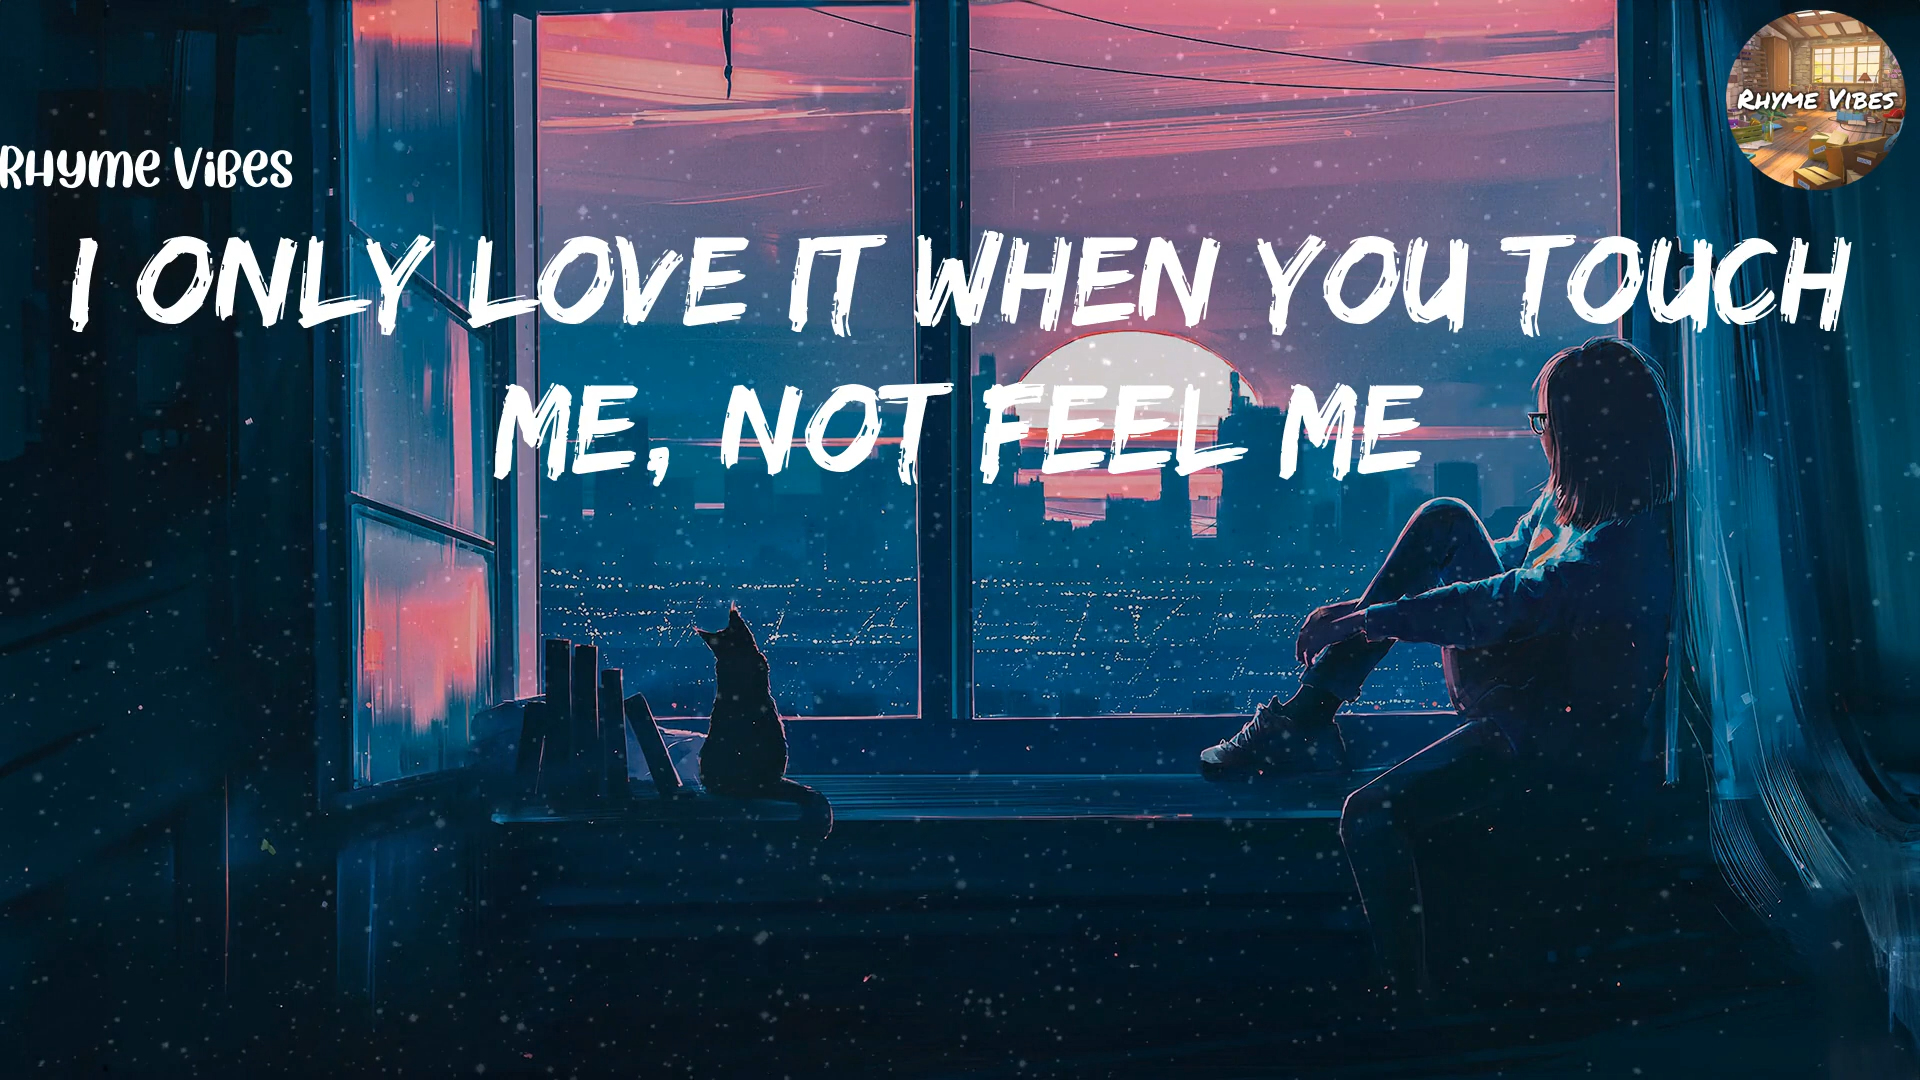 Rhyme Vibes
Rhyme Vibes
I ONLY LOVE IT WHEN YOU TOUCH
ME, NOT FEEL ME